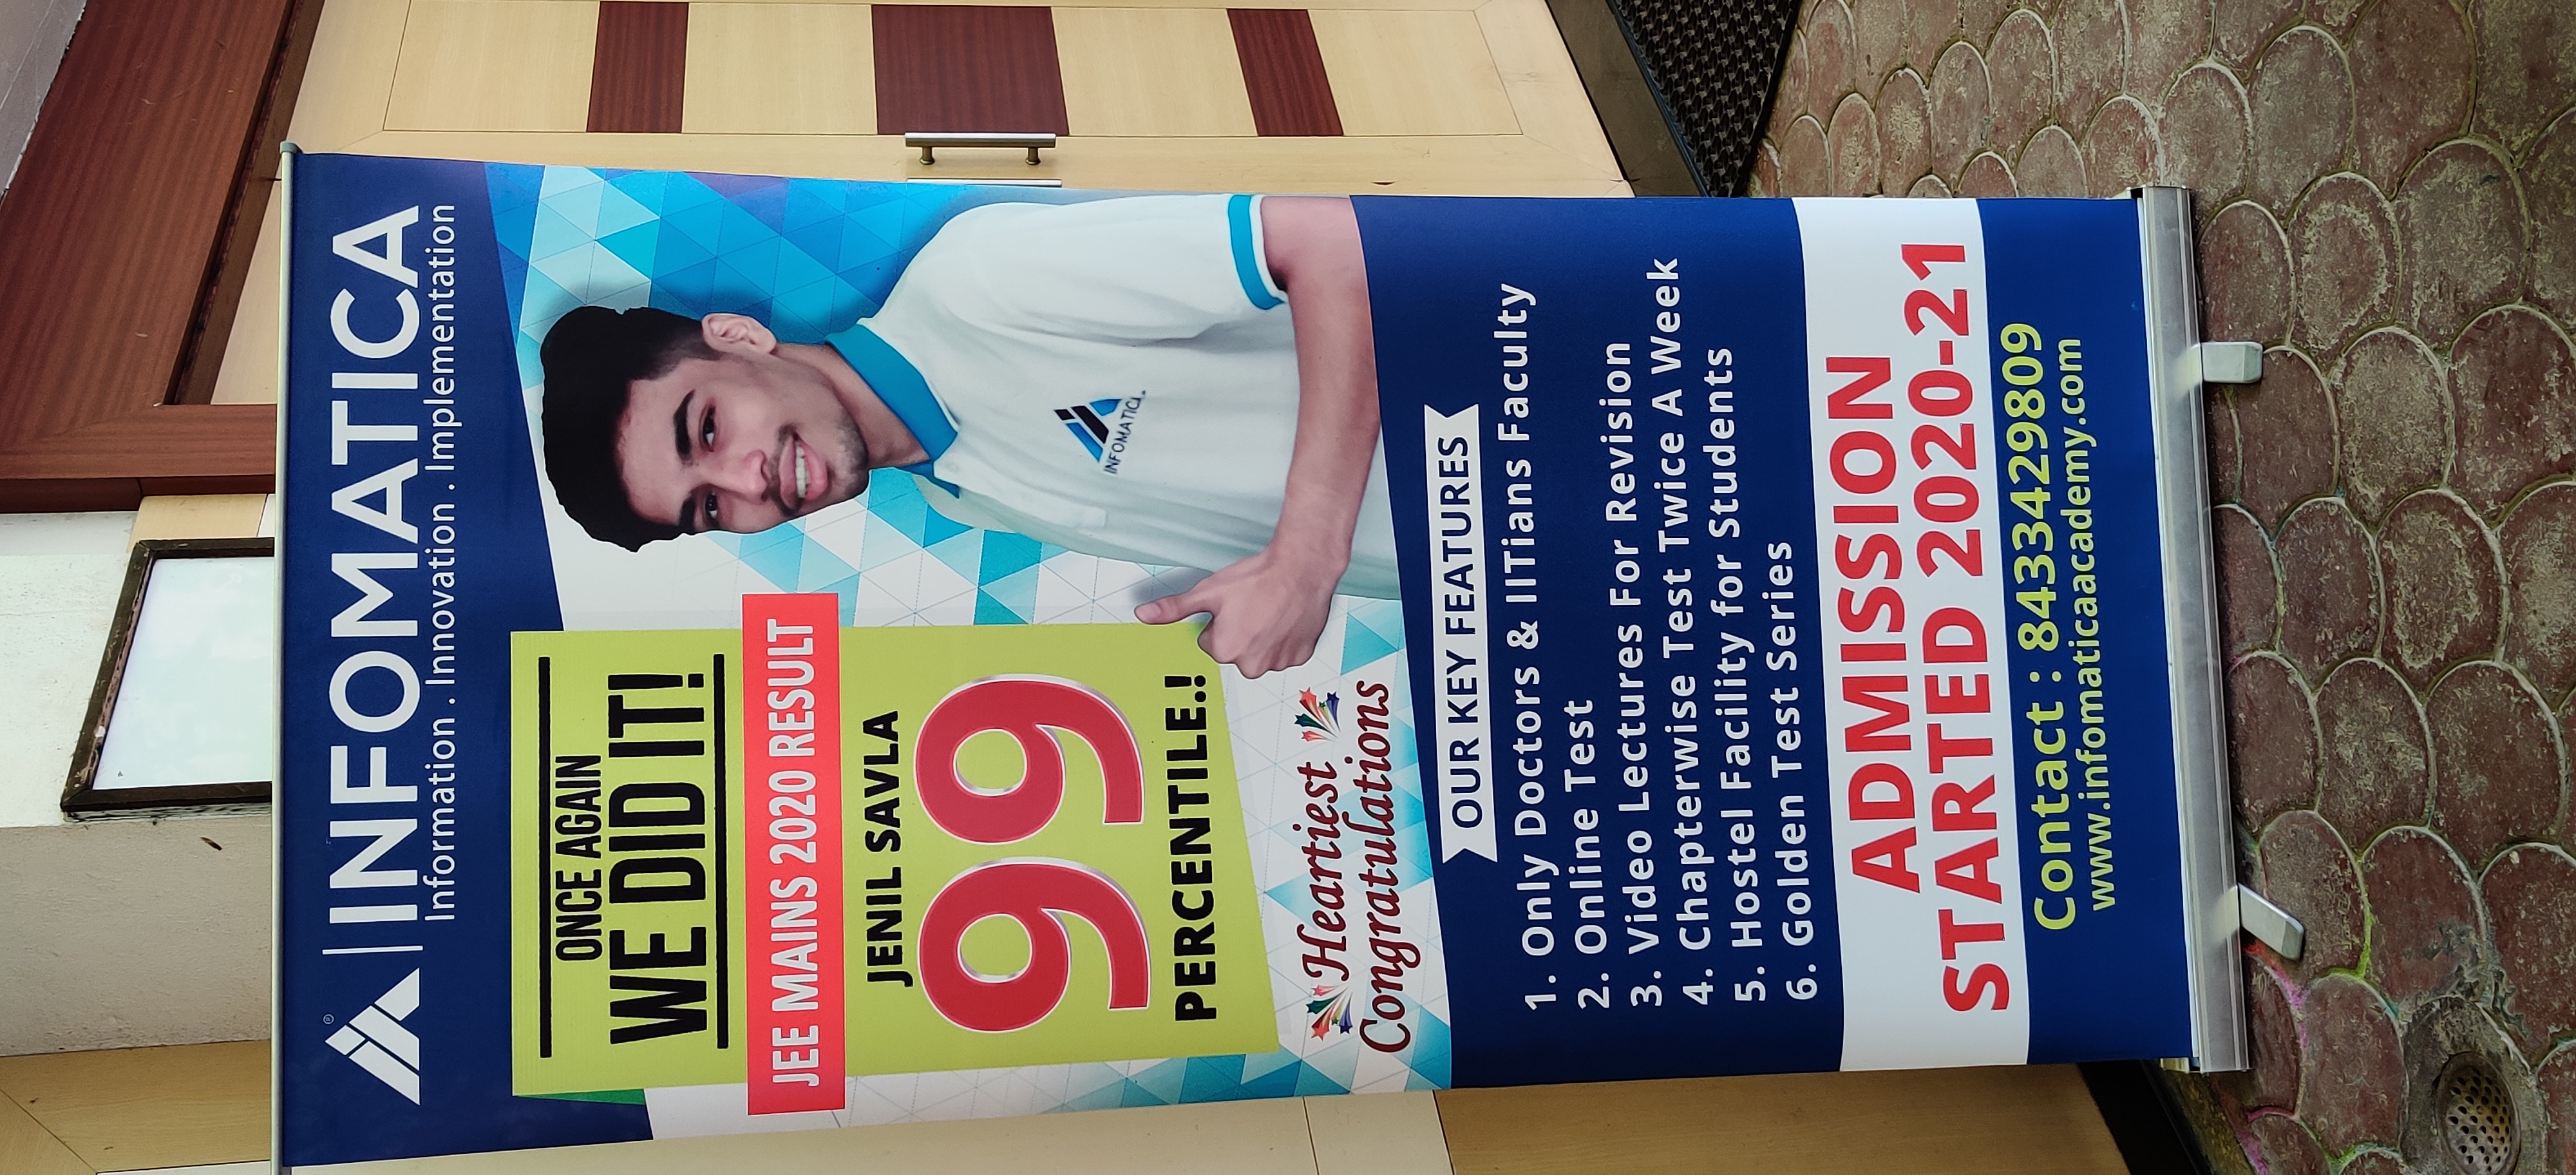 INFOMATICA
Information . Innovation . Implementation
ONCE AGAIN
WE DID IT!
JEE MAINS 2020 RESULT
JENIL SAVLA
99
PERCENTILE.!
INFOMATICA
Heartiest
Congratulations
OUR KEY FEATURES
1. Only Doctors & IITians Faculty
2. Online Test
3. Video Lectures For Revision
4. Chapterwise Test Twice A Week
5. Hostel Facility for Students
6. Golden Test Series
ADMISSION
STARTED 2020-21
Contact : 8433429809
www.infomaticaacademy.com